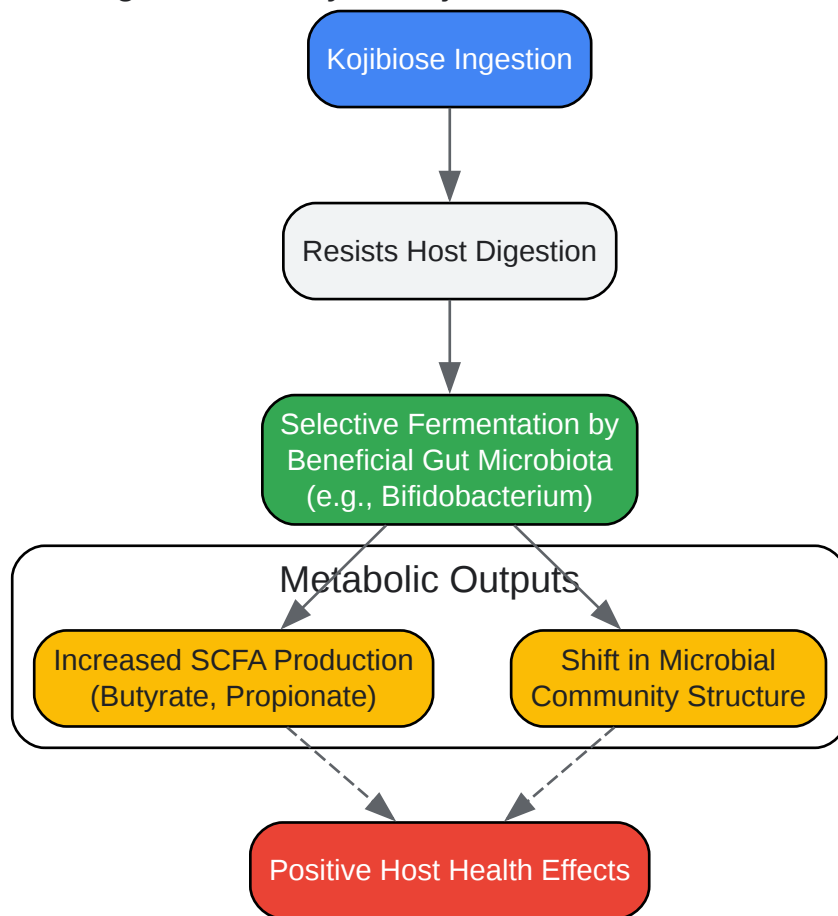 Kojibiose Ingestion
Resists Host Digestion
Selective Fermentation by
Beneficial Gut Microbiota
(e.g., Bifidobacterium)
Metabolic Outputs
Increased SCFA Production
(Butyrate, Propionate)
Shift in Microbial
Community Structure
Positive Host Health Effects